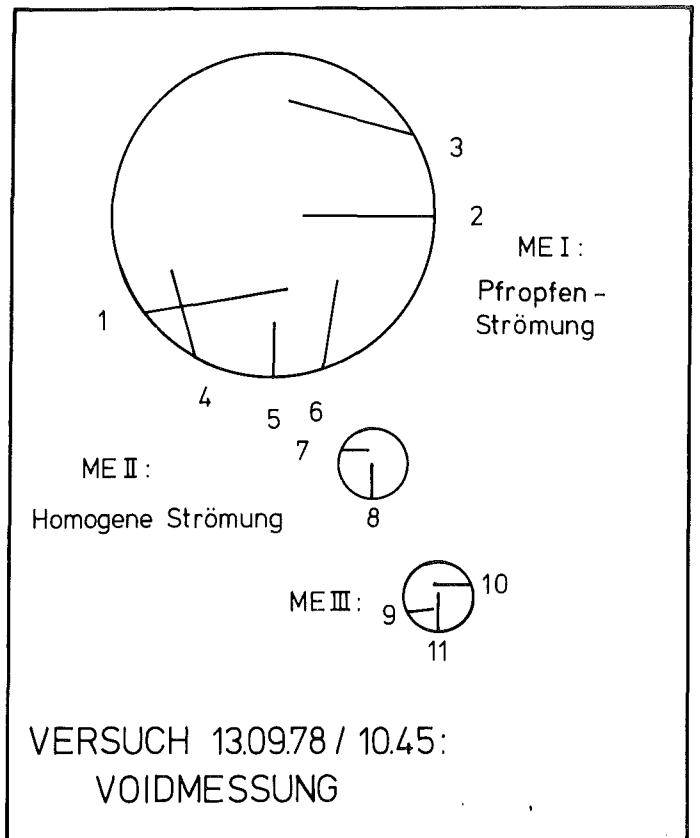 3
2
ME I:
Pfropfen-
Strömung
1
4
5
6
7
ME II:
8
Homogene Strömung
10
ME III:
9
11
VERSUCH 13.09.78 / 10.45:
VOIDMESSUNG